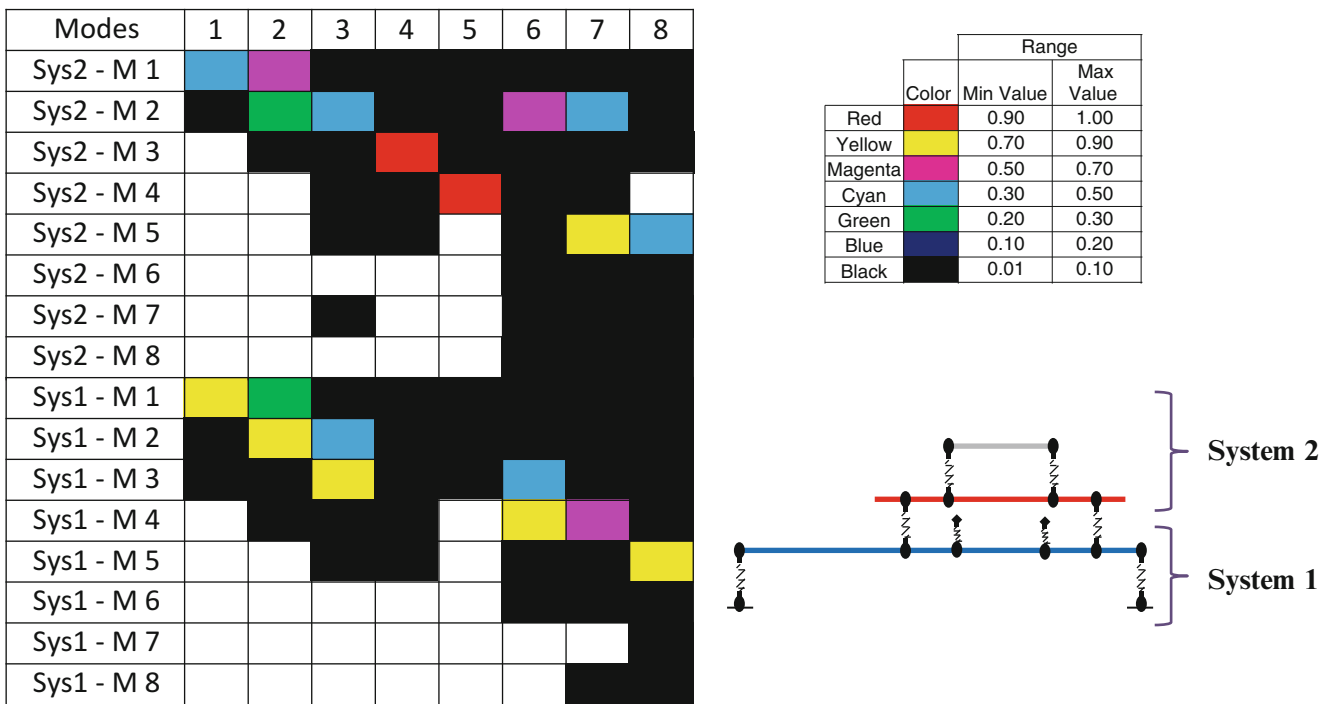 Modes 1 2 3 4 5 6 7 8
Sys2 - M 1
Sys2 - M 2
Sys2 - M 3
Sys2 - M 4
Sys2 - M 5
Sys2 - M 6
Sys2 - M 7
Sys2 - M 8
Sys1 - M 1
Sys1 - M 2
Sys1 - M 3
Sys1 - M 4
Sys1 - M 5
Sys1 - M 6
Sys1 - M 7
Sys1 - M 8
Range
Color Min Value Max
Value
Red 0.90 1.00
Yellow 0.70 0.90
Magenta 0.50 0.70
Cyan 0.30 0.50
Green 0.20 0.30
Blue 0.10 0.20
Black 0.01 0.10
System 2
System 1